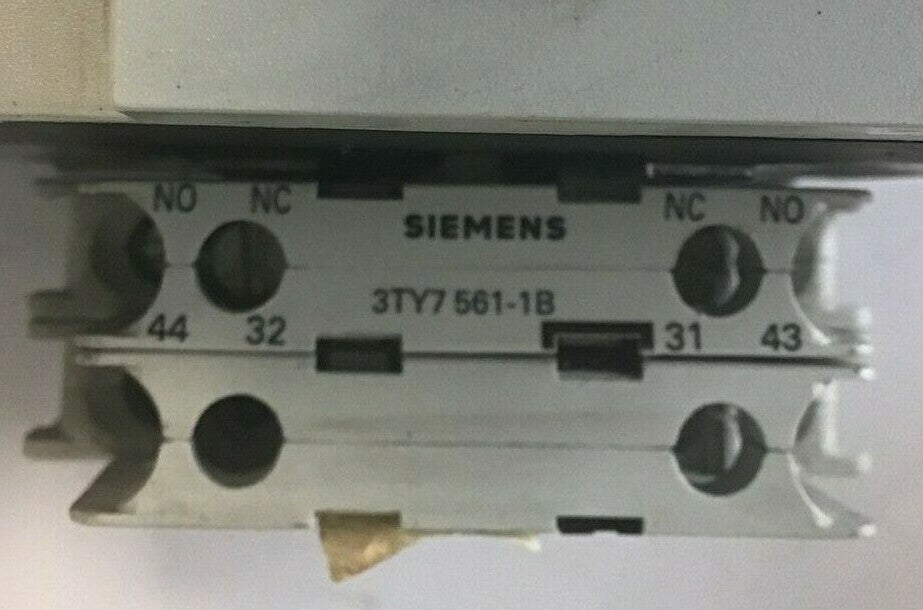 NO NC SIEMENS NC NO
3TY7 561-1B
44 32 31 43